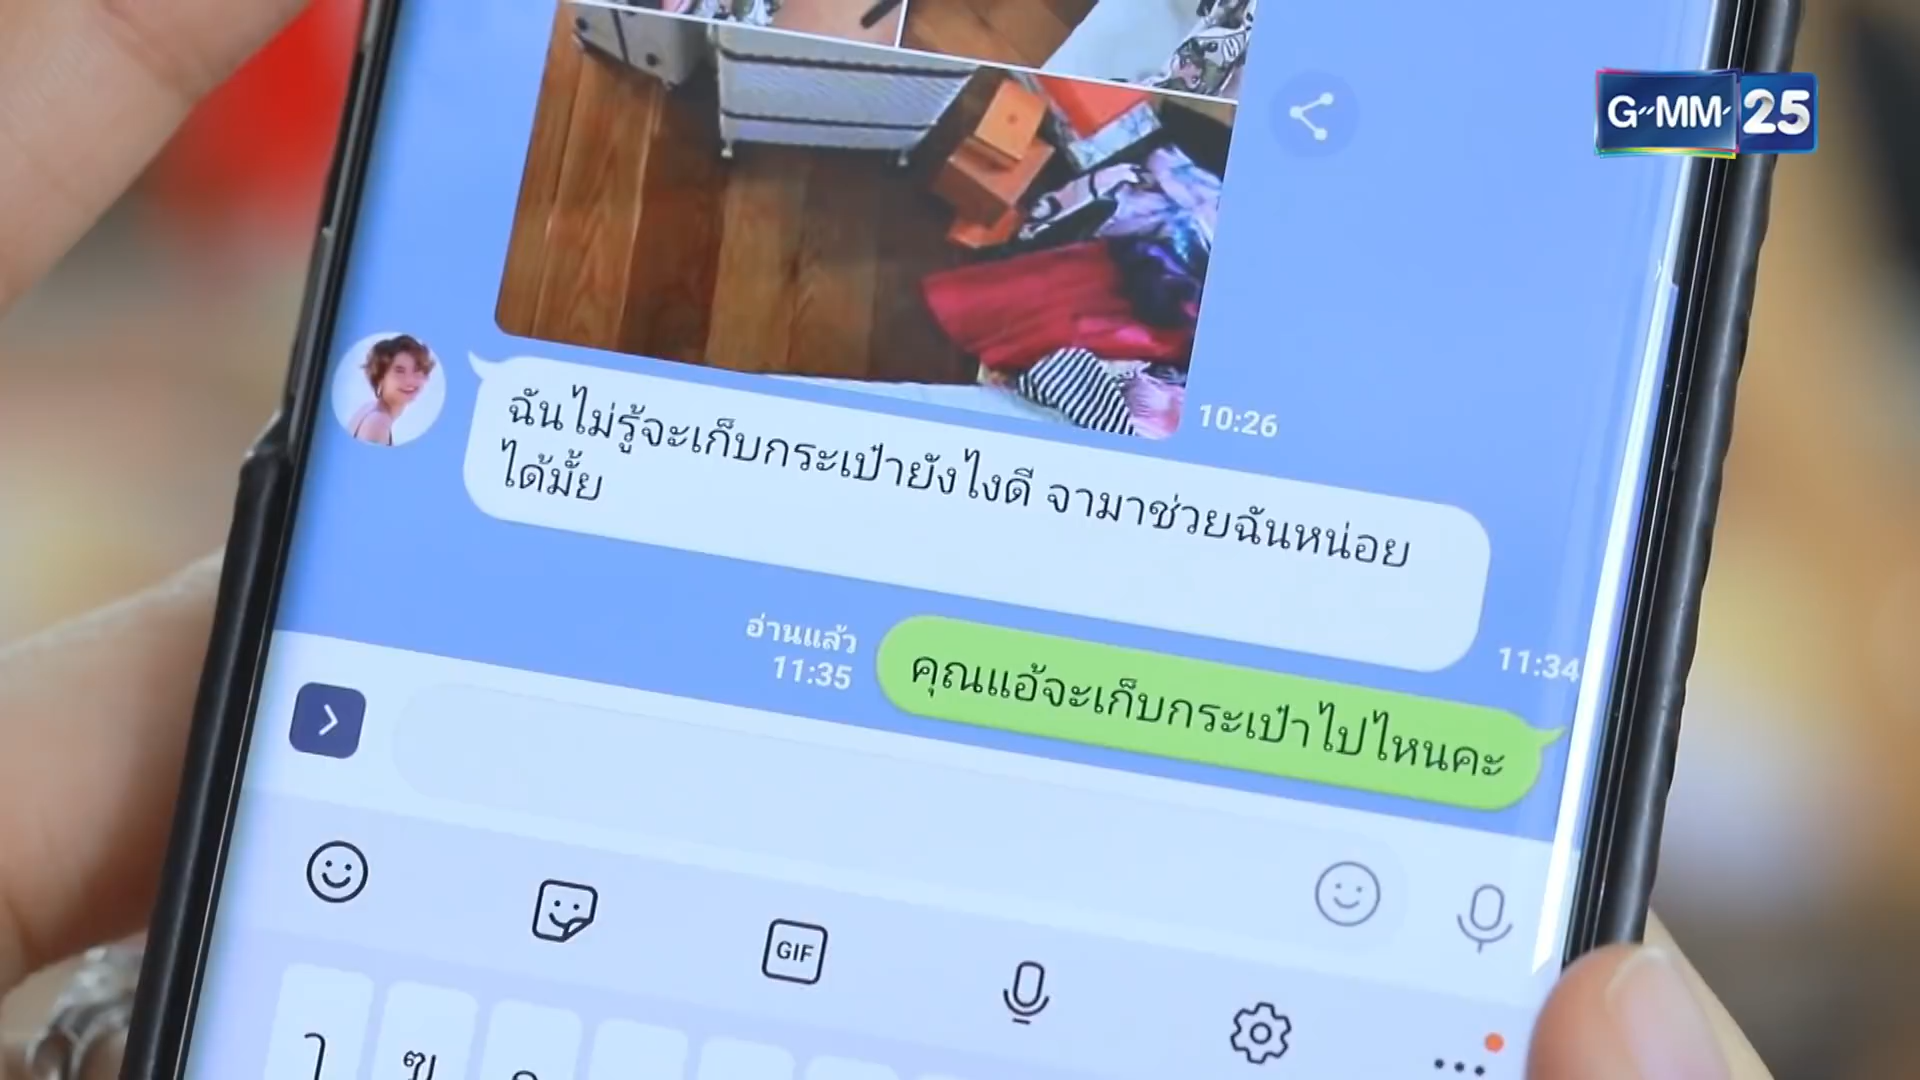 GMM 25
10:26
ฉันไม่รู้จะเก็บกระเป๋ายังไงดี จามาช่วยฉันหน่อย
ได้มั้ย
11:34
อ่านแล้ว
11:35
คุณแอ้จะเก็บกระเป๋าไปไหนคะ
GIF